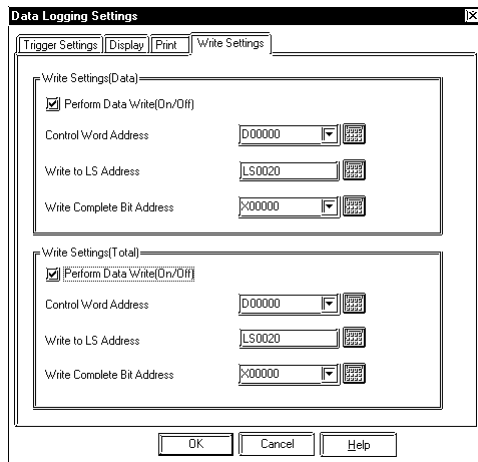 Data Logging Settings
Trigger Settings Display Print Write Settings
Write Settings(Data)
Perform Data Write(On/Off)
Control Word Address D00000
Write to LS Address LS0020
Write Complete Bit Address X00000
Write Settings(Total)
Perform Data Write(On/Off)
Control Word Address D00000
Write to LS Address LS0020
Write Complete Bit Address X00000
OK Cancel Help